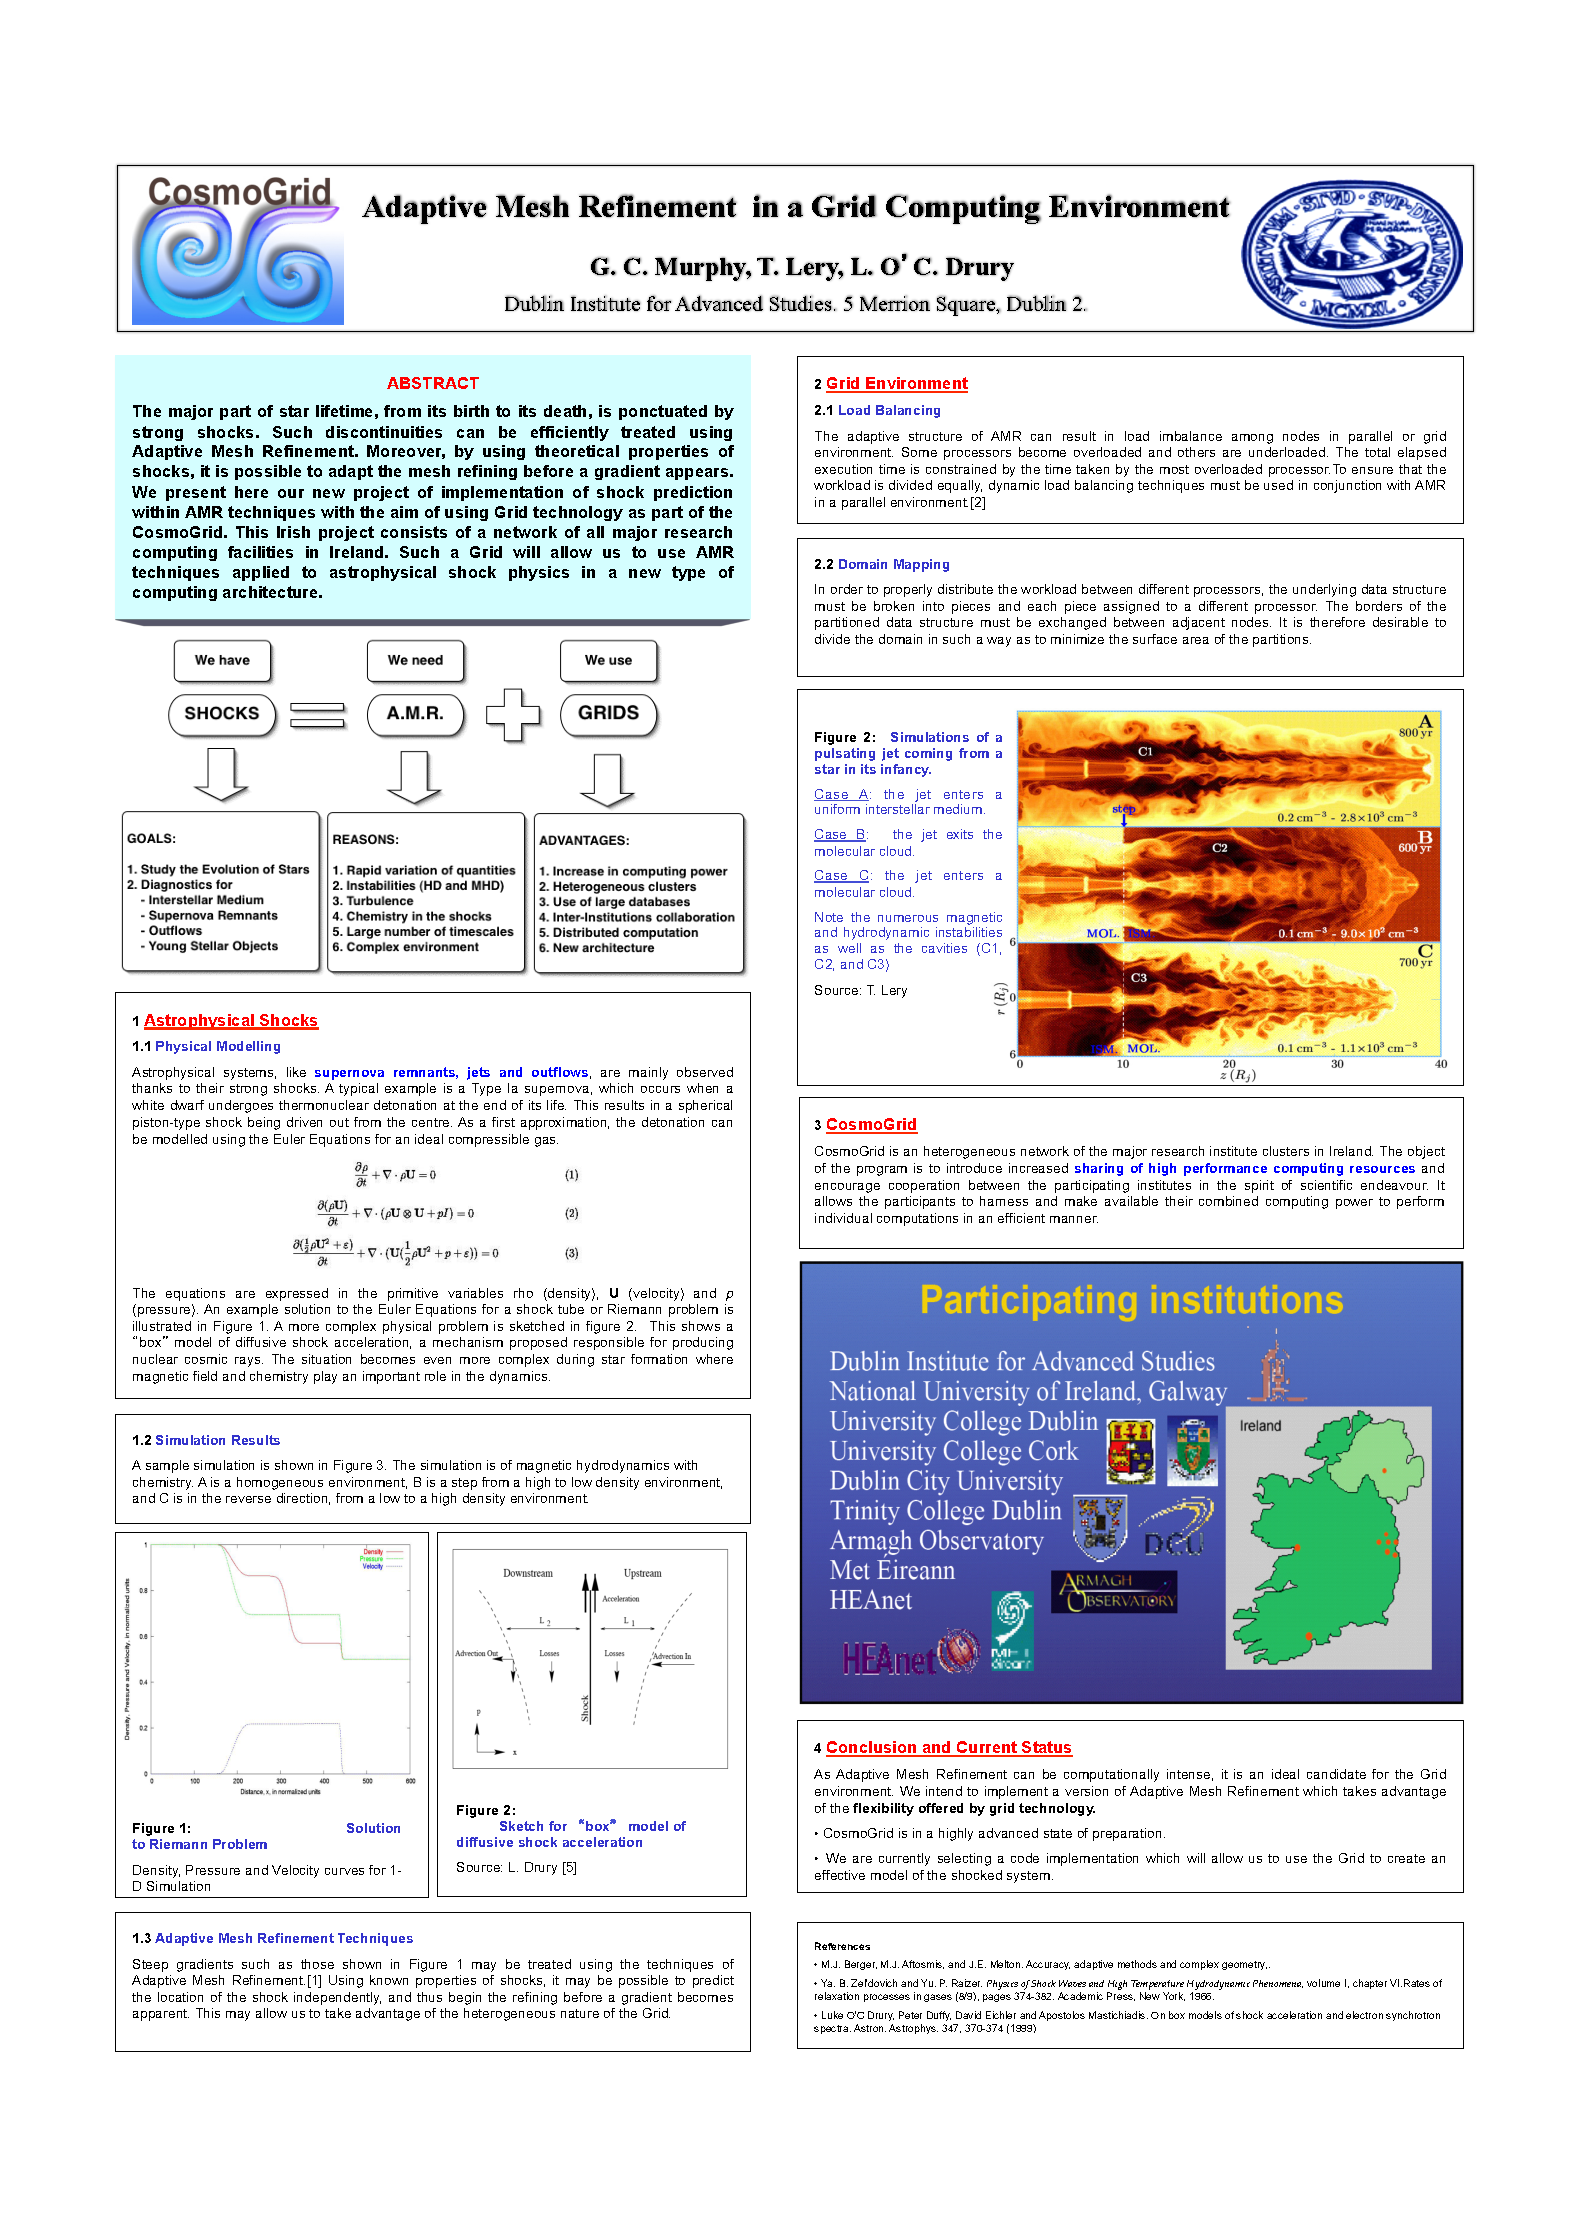 CosmoGrid
Adaptive Mesh Refinement in a Grid Computing Environment
G. C. Murphy, T. Lery, L. O' C. Drury
Dublin Institute for Advanced Studies. 5 Merrion Square, Dublin 2.
ABSTRACT
The major part of star lifetime, from its birth to its death, is ponctuated by
strong shocks. Such discontinuities can be efficiently treated using
Adaptive Mesh Refinement. Moreover, by using theoretical properties of
shocks, it is possible to adapt the mesh refining before a gradient appears.
We present here our new project of implementation of shock prediction
within AMR techniques with the aim of using Grid technology as part of the
CosmoGrid. This Irish project consists of a network of all major research
computing facilities in Ireland. Such a Grid will allow us to use AMR
techniques applied to astrophysical shock physics in a new type of
computing architecture.
We have
We need
We use
SHOCKS
A.M.R.
GRIDS
GOALS:
1. Study the Evolution of Stars
2. Diagnostics for
- Interstellar Medium
- Supernova Remnants
- Outflows
- Young Stellar Objects
REASONS:
1. Rapid variation of quantities
2. Instabilities (HD and MHD)
3. Turbulence
4. Chemistry in the shocks
5. Large number of timescales
6. Complex environment
ADVANTAGES:
1. Increase in computing power
2. Heterogeneous clusters
3. Use of large databases
4. Inter-Institutions collaboration
5. Distributed computation
6. New architecture
1 Astrophysical Shocks
1.1 Physical Modelling
Astrophysical systems, like supernova remnants, jets and outflows, are mainly observed
thanks to their strong shocks. A typical example is a Type Ia supernova, which occurs when a
white dwarf undergoes thermonuclear detonation at the end of its life. This results in a spherical
piston-type shock being driven out from the centre. As a first approximation, the detonation can
be modelled using the Euler Equations for an ideal compressible gas.
∂ρ/∂t + ∇ · ρU = 0 (1)
∂(ρU)/∂t + ∇ · (ρU ⊗ U + pI) = 0 (2)
∂(½ρU² + ε)/∂t + ∇ · (U(½ρU² + p + ε)) = 0 (3)
The equations are expressed in the primitive variables rho (density), U (velocity) and p
(pressure). An example solution to the Euler Equations for a shock tube or Riemann problem is
illustrated in Figure 1. A more complex physical problem is sketched in figure 2. This shows a
"box" model of diffusive shock acceleration, a mechanism proposed responsible for producing
nuclear cosmic rays. The situation becomes even more complex during star formation where
magnetic field and chemistry play an important role in the dynamics.
1.2 Simulation Results
A sample simulation is shown in Figure 3. The simulation is of magnetic hydrodynamics with
chemistry. A is a homogeneous environment, B is a step from a high to low density environment,
and C is in the reverse direction, from a low to a high density environment.
Density, Pressure and Velocity, in normalized units
1
0.8
0.6
0.4
0.2
0
Density
Pressure
Velocity
0 100 200 300 400 500 600
Distance, x, in normalized units
Figure 1: Solution
to Riemann Problem
Density, Pressure and Velocity curves for 1-
D Simulation
Downstream
Upstream
Acceleration
L 2
L 1
Advection Out
Losses
Losses
Advection In
Shock
P
x
Figure 2:
Sketch for "box" model of
diffusive shock acceleration
Source: L. Drury [5]
1.3 Adaptive Mesh Refinement Techniques
Steep gradients such as those shown in Figure 1 may be treated using the techniques of
Adaptive Mesh Refinement.[1] Using known properties of shocks, it may be possible to predict
the location of the shock independently, and thus begin the refining before a gradient becomes
apparent. This may allow us to take advantage of the heterogeneous nature of the Grid.
2 Grid Environment
2.1 Load Balancing
The adaptive structure of AMR can result in load imbalance among nodes in parallel or grid
environment. Some processors become overloaded and others are underloaded. The total elapsed
execution time is constrained by the time taken by the most overloaded processor.To ensure that the
workload is divided equally, dynamic load balancing techniques must be used in conjunction with AMR
in a parallel environment.[2]
2.2 Domain Mapping
In order to properly distribute the workload between different processors, the underlying data structure
must be broken into pieces and each piece assigned to a different processor. The borders of the
partitioned data structure must be exchanged between adjacent nodes. It is therefore desirable to
divide the domain in such a way as to minimize the surface area of the partitions.
Figure 2: Simulations of a
pulsating jet coming from a
star in its infancy.
Case A: the jet enters a
uniform interstellar medium.
Case B: the jet exits the
molecular cloud.
Case C: the jet enters a
molecular cloud.
Note the numerous magnetic
and hydrodynamic instabilities
as well as the cavities (C1,
C2, and C3)
Source: T. Lery
A
800 yr
C1
step
0.2 cm⁻³ - 2.8×10³ cm⁻³
B
600 yr
C2
MOL. ISM.
0.1 cm⁻³ - 9.0×10² cm⁻³
C
700 yr
C3
ISM. MOL.
0.1 cm⁻³ - 1.1×10³ cm⁻³
6
0
6
r (Rj)
0 10 20 30 40
z (Rj)
3 CosmoGrid
CosmoGrid is an heterogeneous network of the major research institute clusters in Ireland. The object
of the program is to introduce increased sharing of high performance computing resources and
encourage cooperation between the participating institutes in the spirit of scientific endeavour. It
allows the participants to harness and make available their combined computing power to perform
individual computations in an efficient manner.
Participating institutions
Dublin Institute for Advanced Studies
National University of Ireland, Galway
University College Dublin
University College Cork
Dublin City University
Trinity College Dublin
Armagh Observatory
Met Éireann
HEAnet
Ireland
DCU
ARMAGH
OBSERVATORY
HEAnet
MET
éireann
4 Conclusion and Current Status
As Adaptive Mesh Refinement can be computationally intense, it is an ideal candidate for the Grid
environment. We intend to implement a version of Adaptive Mesh Refinement which takes advantage
of the flexibility offered by grid technology.
• CosmoGrid is in a highly advanced state of preparation.
• We are currently selecting a code implementation which will allow us to use the Grid to create an
effective model of the shocked system.
References
• M.J. Berger, M.J. Aftosmis, and J.E. Melton. Accuracy, adaptive methods and complex geometry,.
• Ya. B. Zel'dovich and Yu. P. Raizer. Physics of Shock Waves and High Temperature Hydrodynamic Phenomena, volume I, chapter VI.Rates of
relaxation processes in gases (8/9), pages 374-382. Academic Press, New York, 1966.
• Luke O'C Drury, Peter Duffy, David Eichler and Apostolos Mastichiadis. On box models of shock acceleration and electron synchrotron
spectra. Astron. Astrophys. 347, 370-374 (1999)